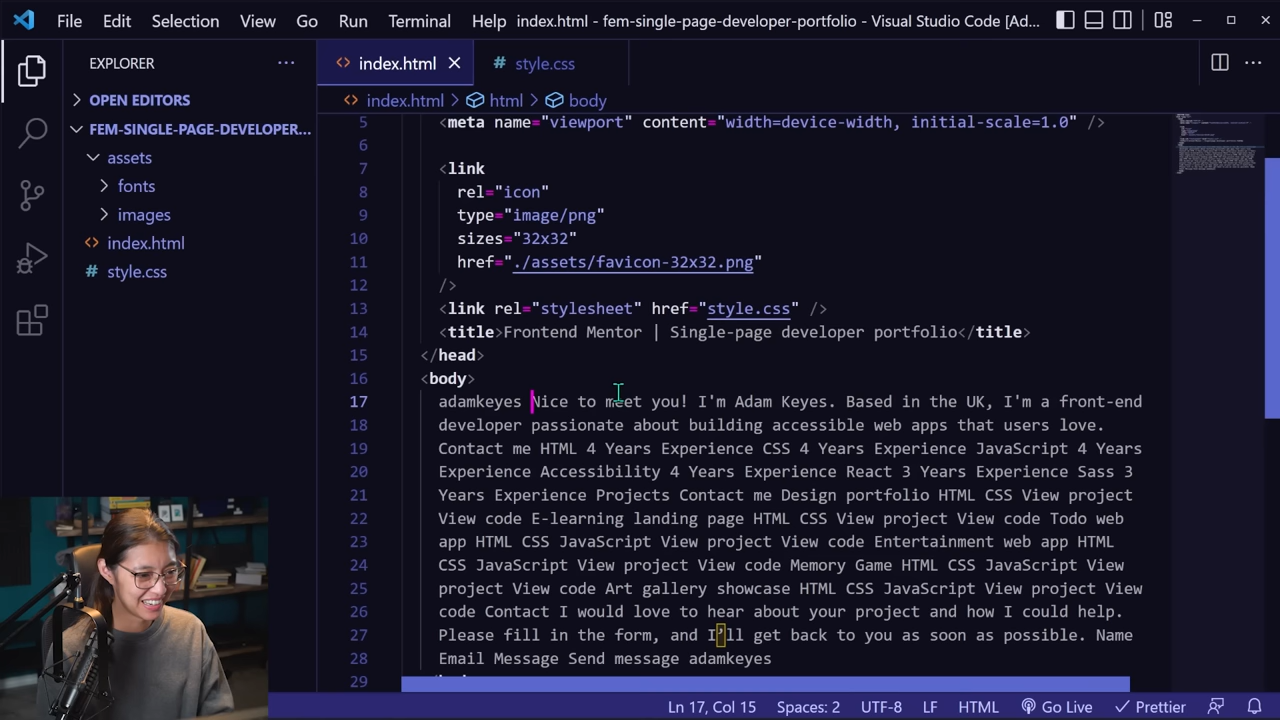 File Edit Selection View Go Run Terminal Help index.html - fem-single-page-developer-portfolio - Visual Studio Code [Ad...
EXPLORER
OPEN EDITORS
FEM-SINGLE-PAGE-DEVELOPER...
assets
fonts
images
index.html
style.css
index.html
style.css
index.html > html > body
5 <meta name="viewport" content="width=device-width, initial-scale=1.0" />
6
7 <link
8 rel="icon"
9 type="image/png"
10 sizes="32x32"
11 href="./assets/favicon-32x32.png"
12 />
13 <link rel="stylesheet" href="style.css" />
14 <title>Frontend Mentor | Single-page developer portfolio</title>
15 </head>
16 <body>
17 adamkeyes Nice to meet you! I'm Adam Keyes. Based in the UK, I'm a front-end
18 developer passionate about building accessible web apps that users love.
19 Contact me HTML 4 Years Experience CSS 4 Years Experience JavaScript 4 Years
20 Experience Accessibility 4 Years Experience React 3 Years Experience Sass 3
21 Years Experience Projects Contact me Design portfolio HTML CSS View project
22 View code E-learning landing page HTML CSS View project View code Todo web
23 app HTML CSS JavaScript View project View code Entertainment web app HTML
24 CSS JavaScript View project View code Memory Game HTML CSS JavaScript View
25 project View code Art gallery showcase HTML CSS JavaScript View project View
26 code Contact I would love to hear about your project and how I could help.
27 Please fill in the form, and I’ll get back to you as soon as possible. Name
28 Email Message Send message adamkeyes
29
Ln 17, Col 15 Spaces: 2 UTF-8 LF HTML Go Live Prettier